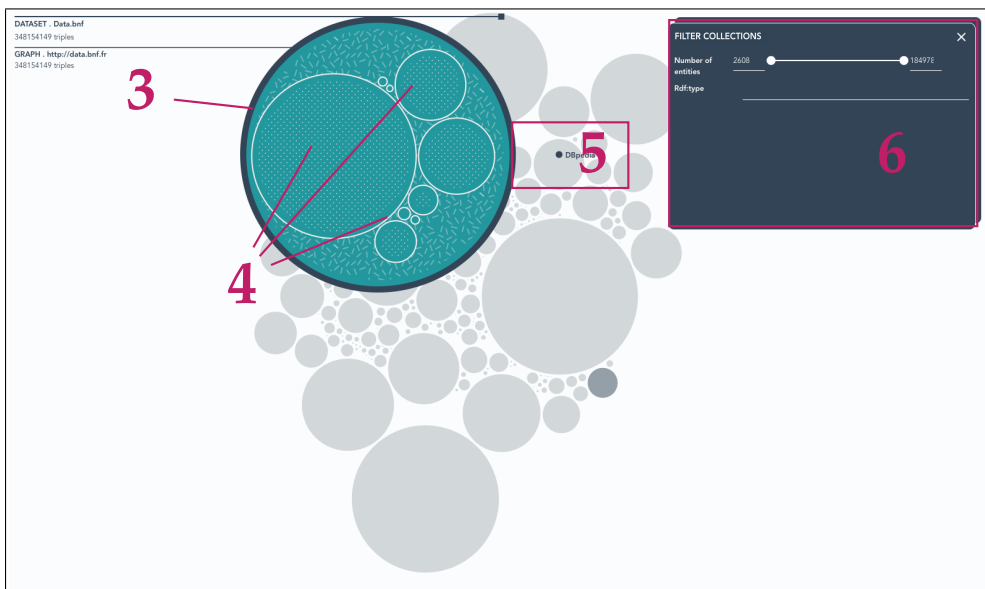 DATASET . Data.bnf
348154149 triples
GRAPH . http://data.bnf.fr
348154149 triples
3
4
DBpedia
5
FILTER COLLECTIONS
Number of entities 2608 184978
Rdf:type
6